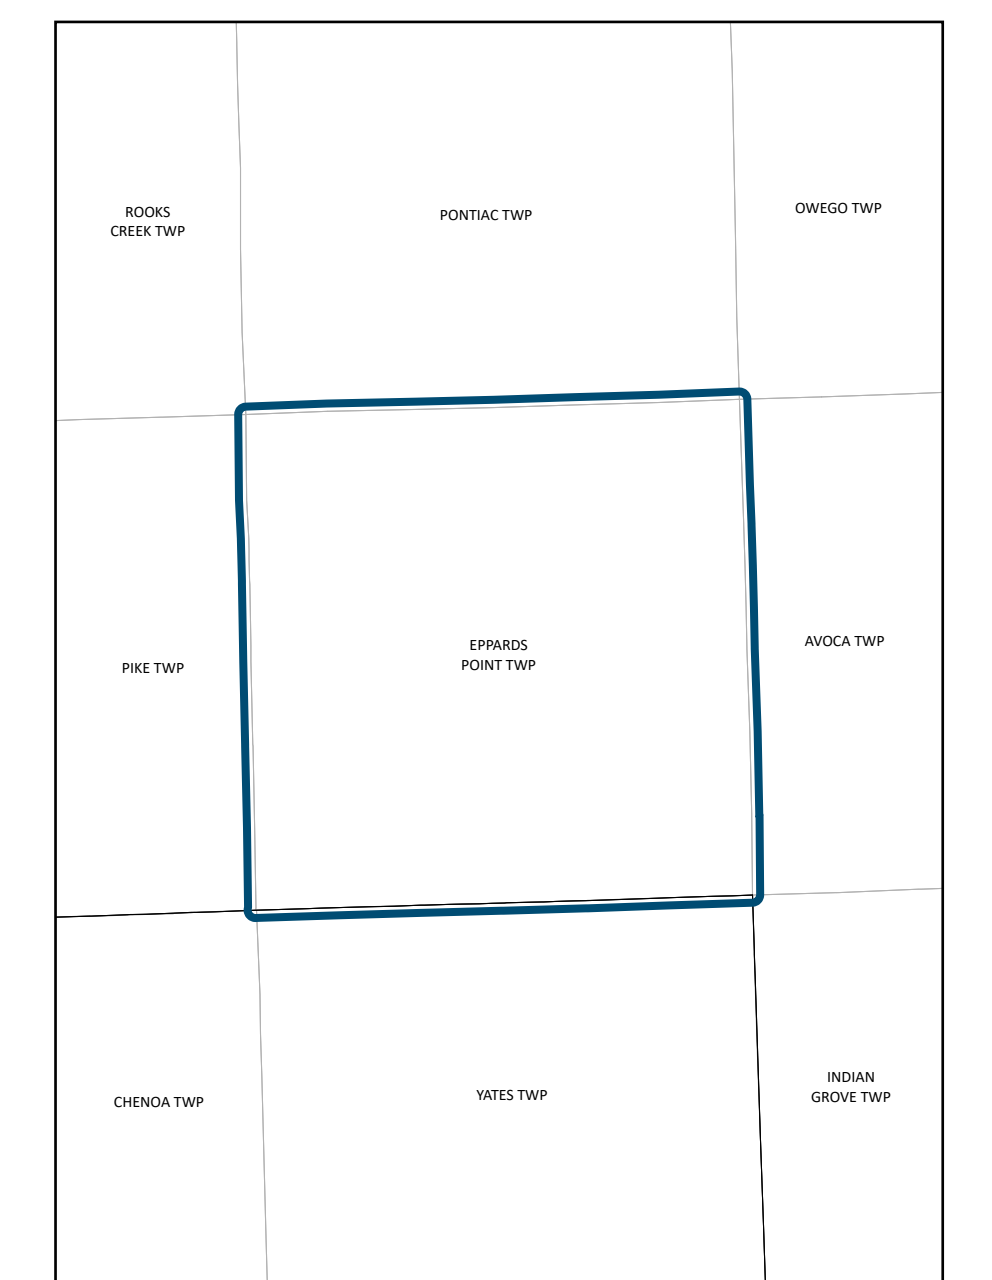 ROOKS
CREEK TWP
PONTIAC TWP
OWEGO TWP
PIKE TWP
EPPARDS
POINT TWP
AVOCA TWP
CHENOA TWP
YATES TWP
INDIAN
GROVE TWP